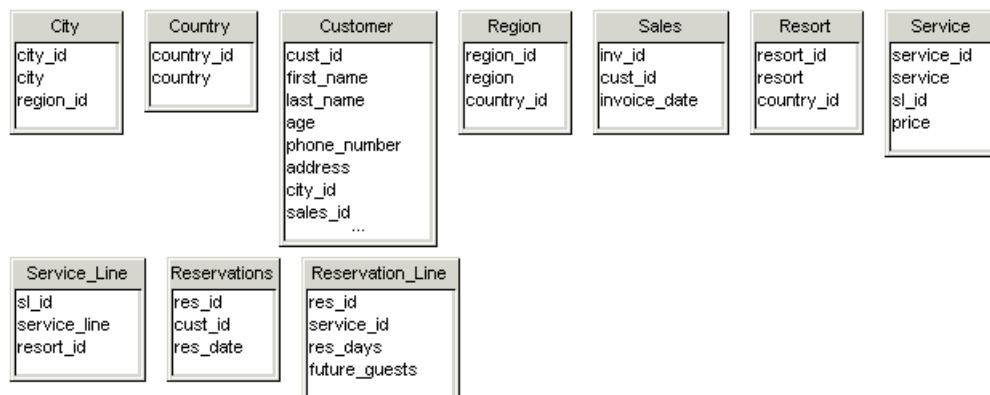 City
city_id
city
region_id
Country
country_id
country
Customer
cust_id
first_name
last_name
age
phone_number
address
city_id
sales_id
...
Region
region_id
region
country_id
Sales
inv_id
cust_id
invoice_date
Resort
resort_id
resort
country_id
Service
service_id
service
sl_id
price
Service_Line
sl_id
service_line
resort_id
Reservations
res_id
cust_id
res_date
Reservation_Line
res_id
service_id
res_days
future_guests